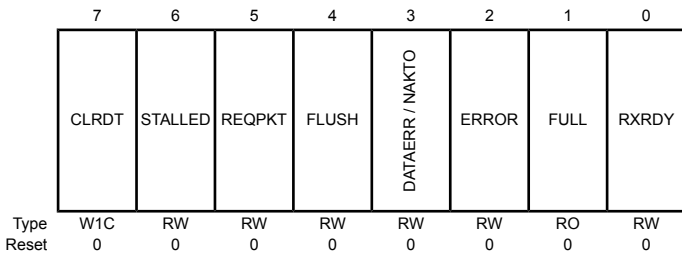 7 6 5 4 3 2 1 0
CLRDT STALLED REQPKT FLUSH DATAERR / NAKTO ERROR FULL RXRDY
Type W1C RW RW RW RW RW RO RW
Reset 0 0 0 0 0 0 0 0